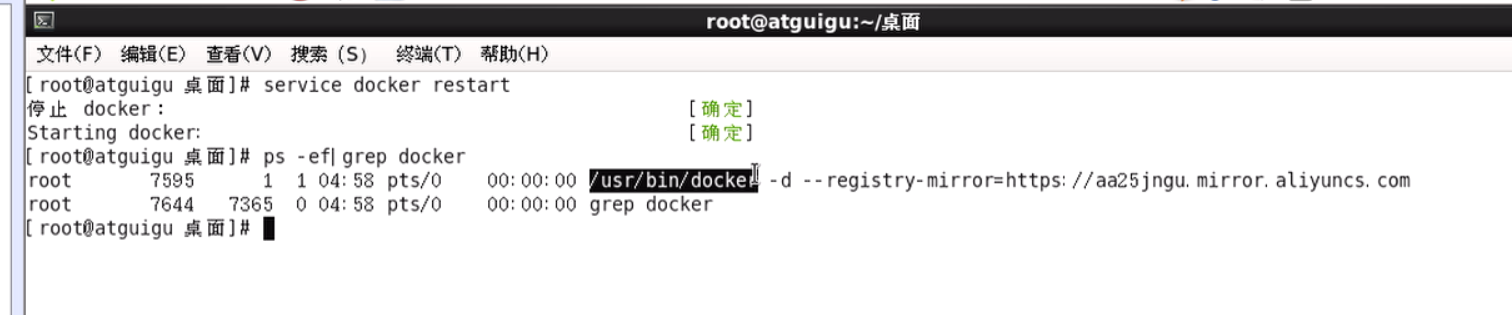 root@atguigu:~/桌面
文件(F) 编辑(E) 查看(V) 搜索 (S) 终端(T) 帮助(H)
[root@atguigu 桌面]# service docker restart
停止 docker： [确定]
Starting docker: [确定]
[root@atguigu 桌面]# ps -ef|grep docker
root 7595 1 1 04:58 pts/0 00:00:00 /usr/bin/docker -d --registry-mirror=https://aa25jngu.mirror.aliyuncs.com
root 7644 7365 0 04:58 pts/0 00:00:00 grep docker
[root@atguigu 桌面]#